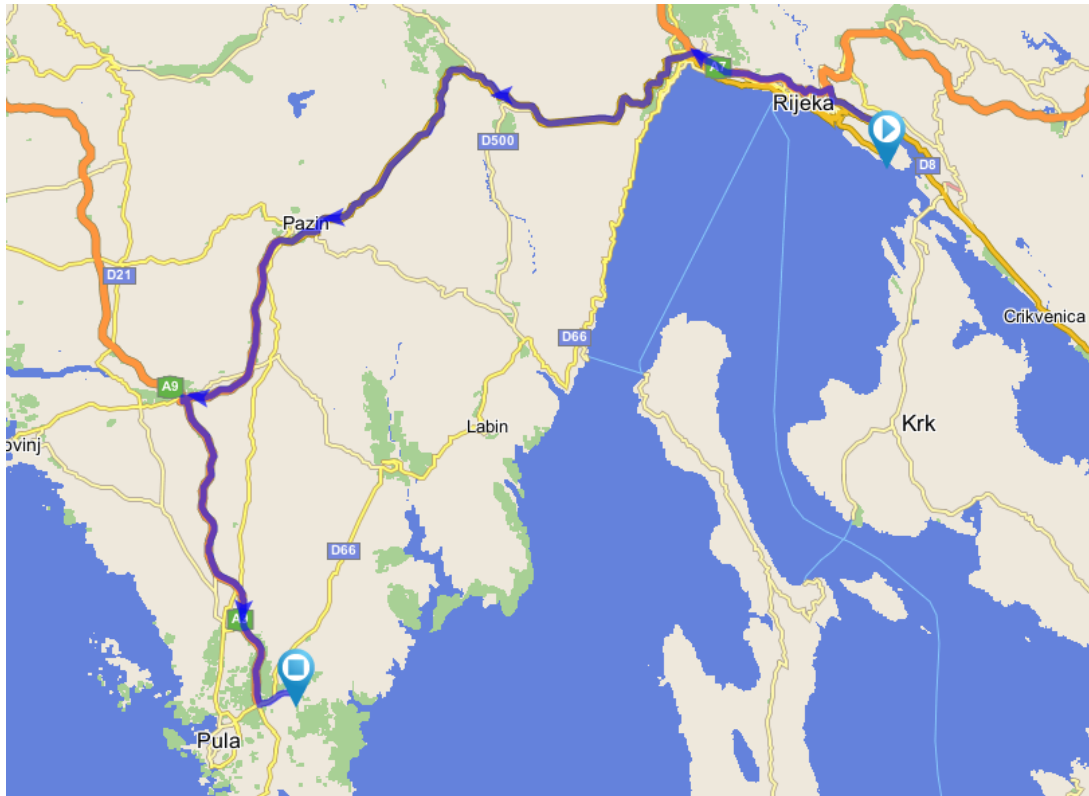 Rijeka
D8
D500
Pazin
D21
Crikvenica
D66
A9
Krk
Labin
ovinj
D66
Pula